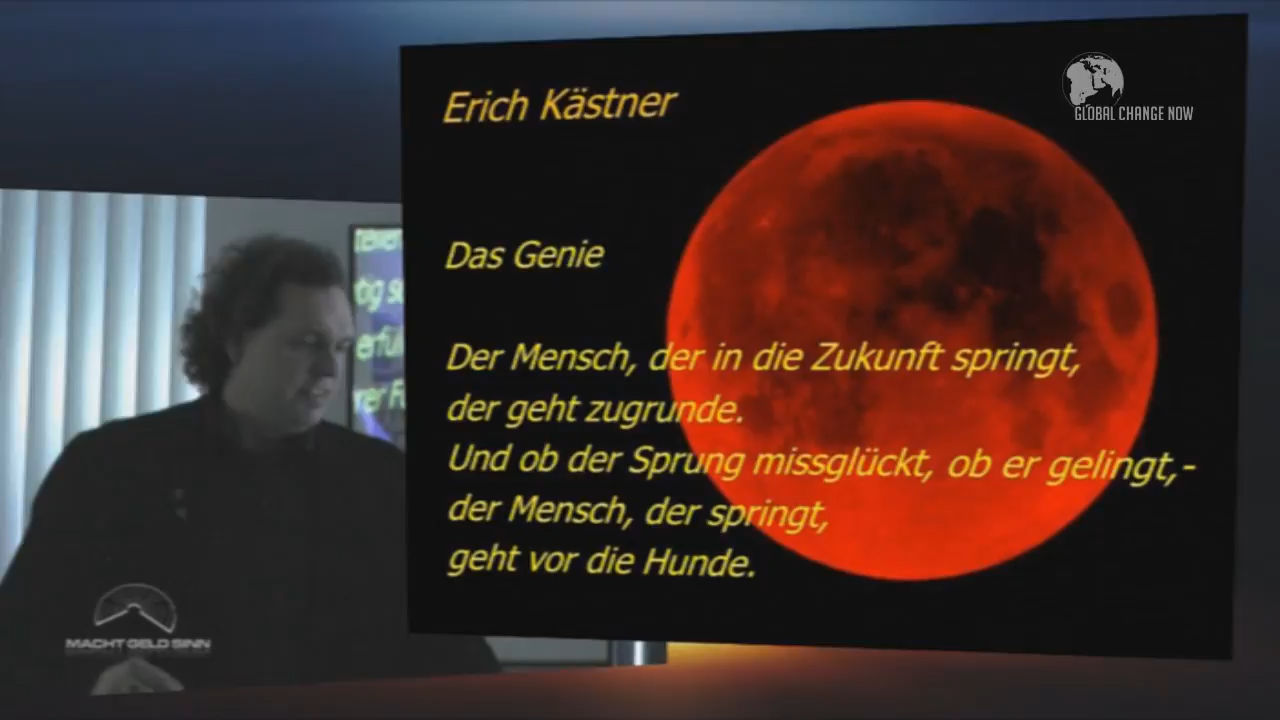 GLOBAL CHANGE NOW
Erich Kästner
Das Genie
Der Mensch, der in die Zukunft springt,
der geht zugrunde.
Und ob der Sprung missglückt, ob er gelingt,-
der Mensch, der springt,
geht vor die Hunde.
MACHT GELD SINN